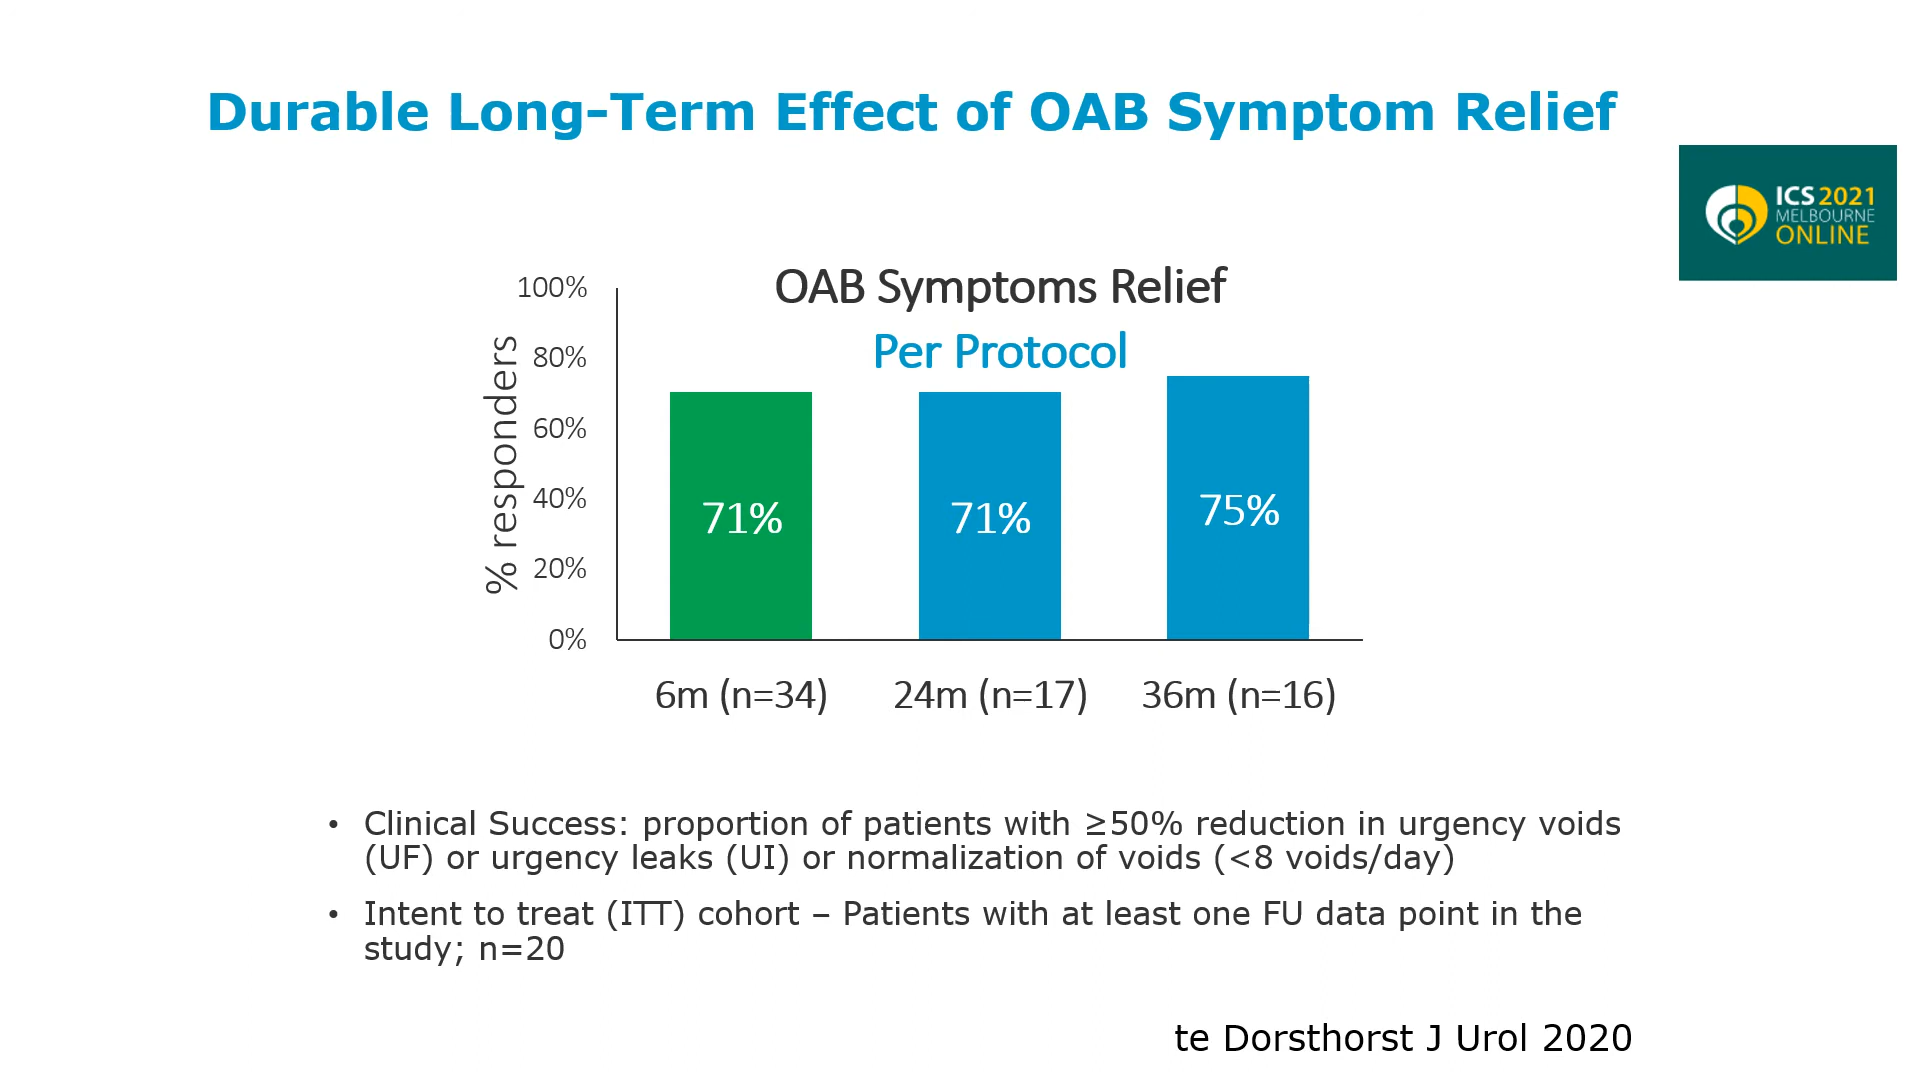 Durable Long-Term Effect of OAB Symptom Relief
ICS 2021
MELBOURNE
ONLINE
OAB Symptoms Relief
Per Protocol
% responders
100%
80%
60%
40%
20%
0%
71%
71%
75%
6m (n=34)
24m (n=17)
36m (n=16)
• Clinical Success: proportion of patients with ≥50% reduction in urgency voids
(UF) or urgency leaks (UI) or normalization of voids (<8 voids/day)
• Intent to treat (ITT) cohort – Patients with at least one FU data point in the
study; n=20
te Dorsthorst J Urol 2020